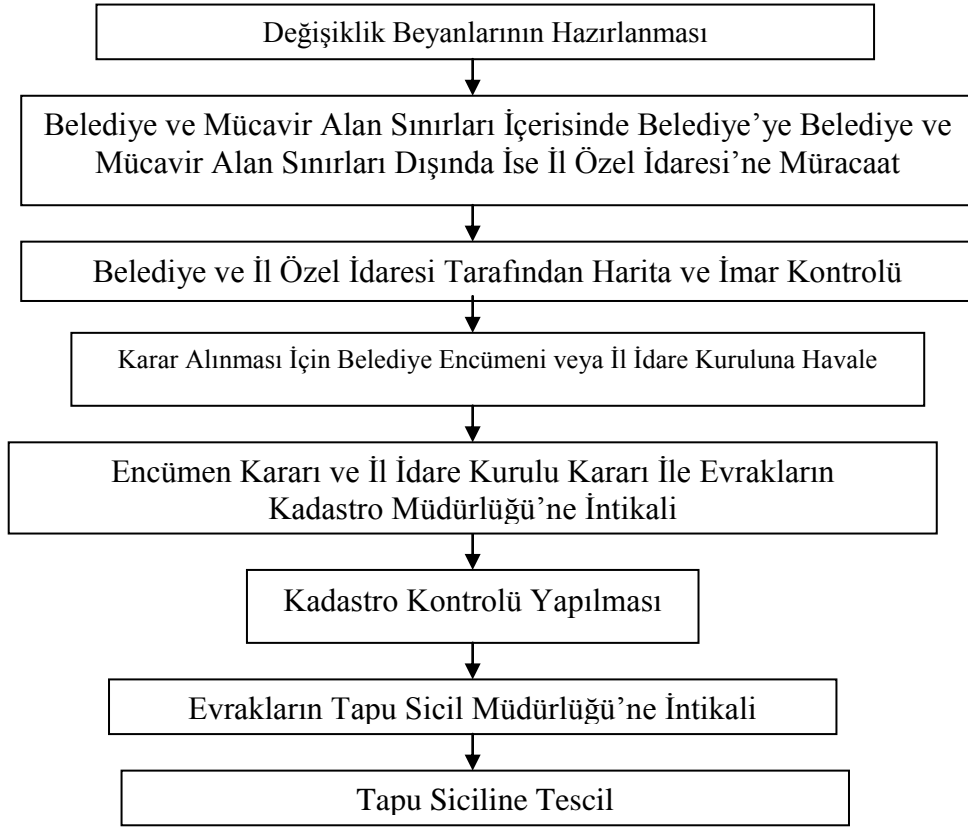 Değişiklik Beyanlarının Hazırlanması
Belediye ve Mücavir Alan Sınırları İçerisinde Belediye’ye Belediye ve
Mücavir Alan Sınırları Dışında İse İl Özel İdaresi’ne Müracaat
Belediye ve İl Özel İdaresi Tarafından Harita ve İmar Kontrolü
Karar Alınması İçin Belediye Encümeni veya İl İdare Kuruluna Havale
Encümen Kararı ve İl İdare Kurulu Kararı İle Evrakların
Kadastro Müdürlüğü’ne İntikali
Kadastro Kontrolü Yapılması
Evrakların Tapu Sicil Müdürlüğü’ne İntikali
Tapu Siciline Tescil